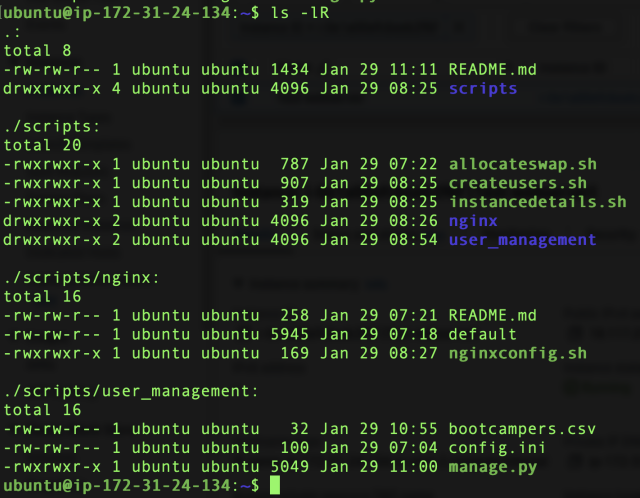 ubuntu@ip-172-31-24-134:~$ ls -lR
.:
total 8
-rw-rw-r-- 1 ubuntu ubuntu 1434 Jan 29 11:11 README.md
drwxrwxr-x 4 ubuntu ubuntu 4096 Jan 29 08:25 scripts

./scripts:
total 20
-rwxrwxr-x 1 ubuntu ubuntu  787 Jan 29 07:22 allocateswap.sh
-rwxrwxr-x 1 ubuntu ubuntu  907 Jan 29 08:25 createusers.sh
-rwxrwxr-x 1 ubuntu ubuntu  319 Jan 29 08:25 instancedetails.sh
drwxrwxr-x 2 ubuntu ubuntu 4096 Jan 29 08:26 nginx
drwxrwxr-x 2 ubuntu ubuntu 4096 Jan 29 08:54 user_management

./scripts/nginx:
total 16
-rw-rw-r-- 1 ubuntu ubuntu  258 Jan 29 07:21 README.md
-rw-rw-r-- 1 ubuntu ubuntu 5945 Jan 29 07:18 default
-rwxrwxr-x 1 ubuntu ubuntu  169 Jan 29 08:27 nginxconfig.sh

./scripts/user_management:
total 16
-rw-rw-r-- 1 ubuntu ubuntu   32 Jan 29 10:55 bootcampers.csv
-rw-rw-r-- 1 ubuntu ubuntu  100 Jan 29 07:04 config.ini
-rwxrwxr-x 1 ubuntu ubuntu 5049 Jan 29 11:00 manage.py
ubuntu@ip-172-31-24-134:~$